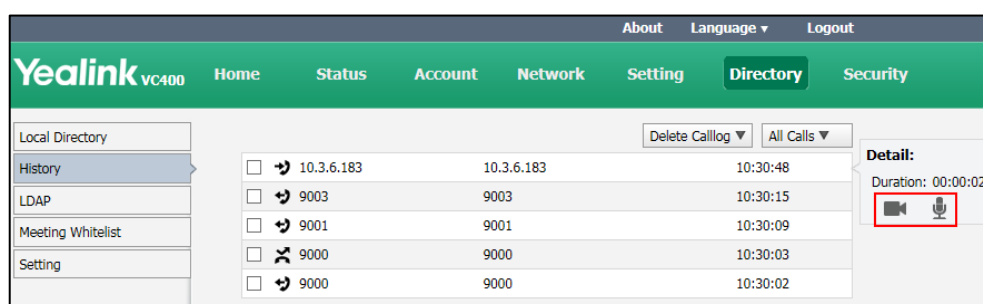 About Language ▼ Logout
Yealink VC400 Home Status Account Network Setting Directory Security
Local Directory Delete Calllog ▼ All Calls ▼
History 10.3.6.183 10.3.6.183 10:30:48 Detail:
Duration: 00:00:02
LDAP 9003 9003 10:30:15
Meeting Whitelist 9001 9001 10:30:09
Setting 9000 9000 10:30:03
9000 9000 10:30:02